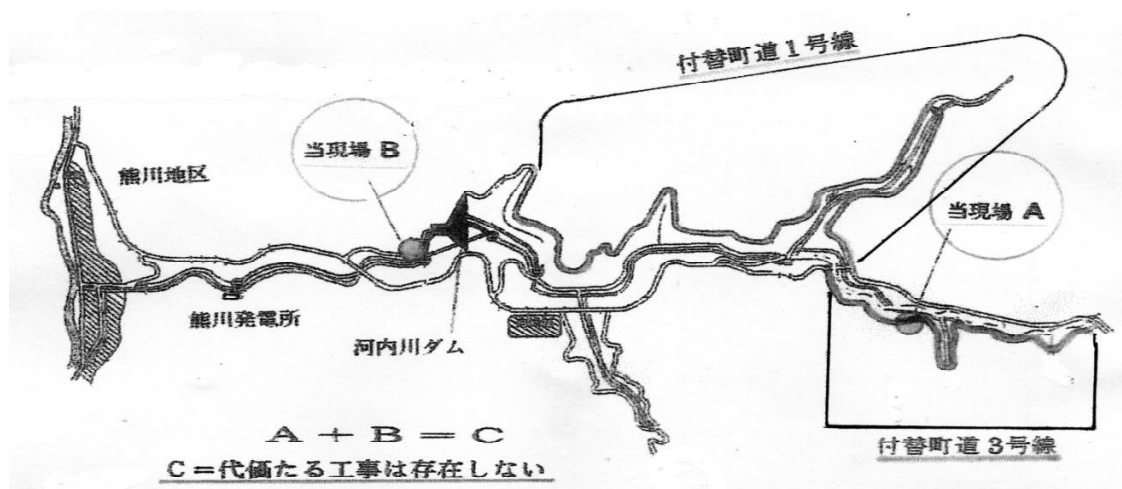 付替町道１号線
当現場 B
熊川地区
当現場 A
熊川発電所
河内川ダム
A + B = C
C＝代価たる工事は存在しない
付替町道３号線